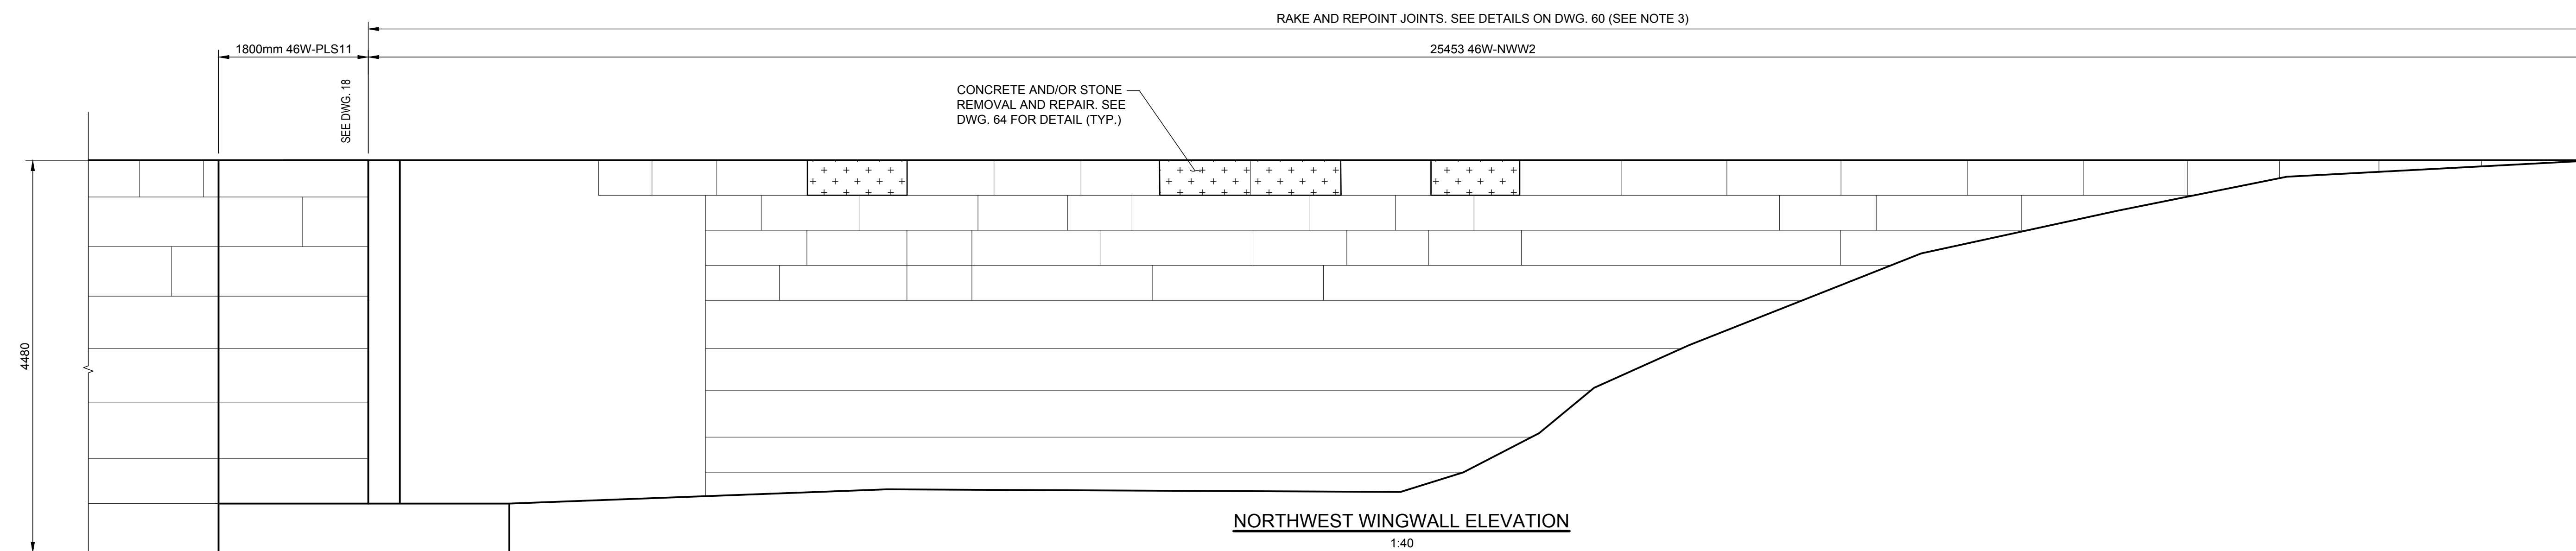 RAKE AND REPOINT JOINTS. SEE DETAILS ON DWG. 60 (SEE NOTE 3)
1800mm 46W-PLS11
25453 46W-NWW2
SEE DWG. 18
CONCRETE AND/OR STONE
REMOVAL AND REPAIR. SEE
DWG. 64 FOR DETAIL (TYP.)
4480
NORTHWEST WINGWALL ELEVATION
1:40